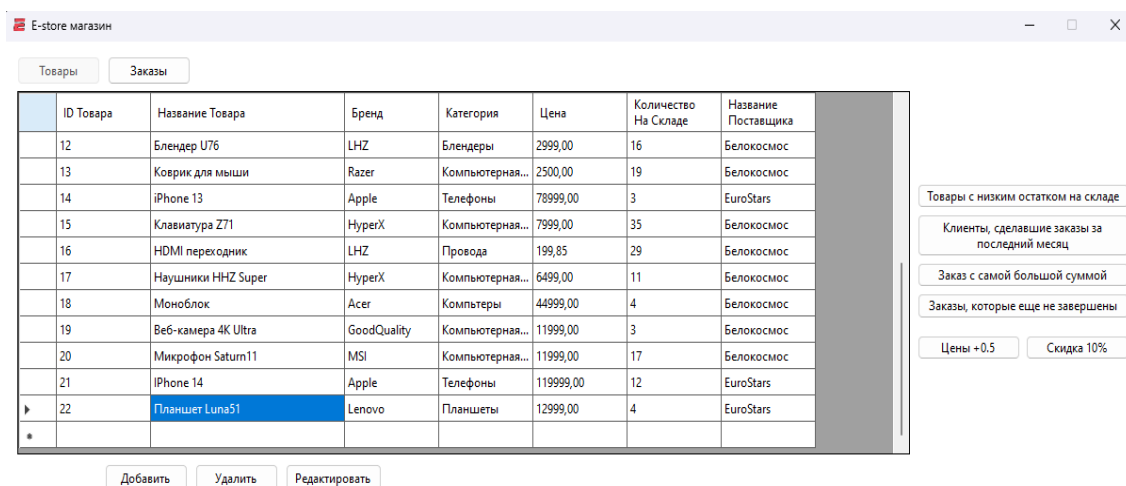 E-store магазин
Товары Заказы
ID Товара Название Товара Бренд Категория Цена Количество На Складе Название Поставщика
12 Блендер U76 LHZ Блендеры 2999,00 16 Белокосмос
13 Коврик для мыши Razer Компьютерная... 2500,00 19 Белокосмос
14 iPhone 13 Apple Телефоны 78999,00 3 EuroStars
15 Клавиатура Z71 HyperX Компьютерная... 7999,00 35 Белокосмос
16 HDMI переходник LHZ Провода 199,85 29 Белокосмос
17 Наушники HHZ Super HyperX Компьютерная... 6499,00 11 Белокосмос
18 Моноблок Acer Компьтеры 44999,00 4 Белокосмос
19 Веб-камера 4K Ultra GoodQuality Компьютерная... 11999,00 3 Белокосмос
20 Микрофон Saturn11 MSI Компьютерная... 11999,00 17 Белокосмос
21 IPhone 14 Apple Телефоны 119999,00 12 EuroStars
22 Планшет Luna51 Lenovo Планшеты 12999,00 4 EuroStars
Товары с низким остатком на складе
Клиенты, сделавшие заказы за
последний месяц
Заказ с самой большой суммой
Заказы, которые еще не завершены
Цены +0.5 Скидка 10%
Добавить Удалить Редактировать